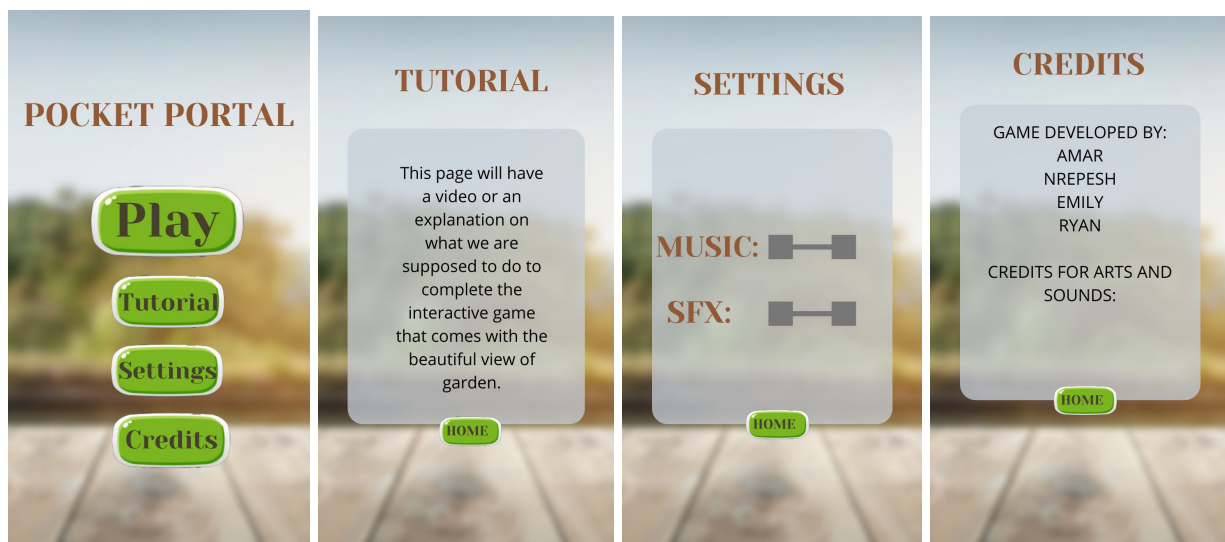 POCKET PORTAL
Play
Tutorial
Settings
Credits
TUTORIAL
This page will have
a video or an
explanation on
what we are
supposed to do to
complete the
interactive game
that comes with the
beautiful view of
garden.
HOME
SETTINGS
MUSIC:
SFX:
HOME
CREDITS
GAME DEVELOPED BY:
AMAR
NREPESH
EMILY
RYAN
CREDITS FOR ARTS AND
SOUNDS:
HOME